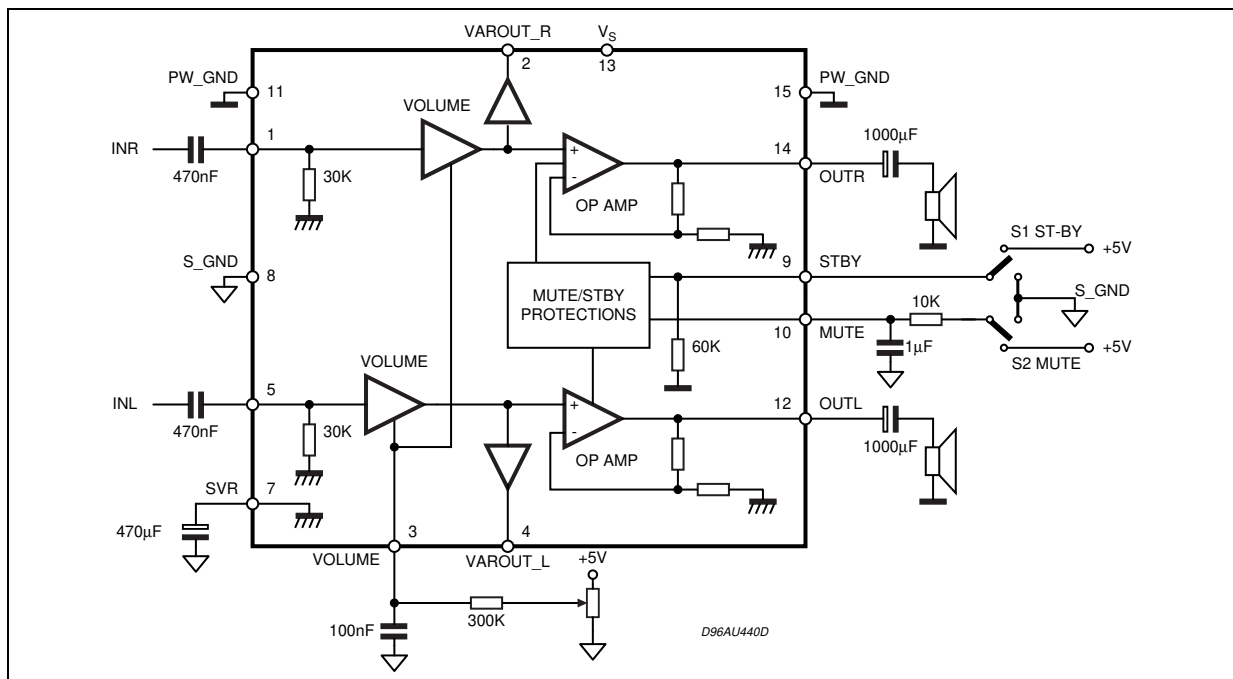 VAROUT_R
VS
2
13
PW_GND
11
15
PW_GND
VOLUME
1
INR
470nF
30K
+
-
OP AMP
14
OUTR
1000µF
S1 ST-BY
+5V
S_GND
8
9
STBY
MUTE/STBY
PROTECTIONS
S_GND
10K
10
MUTE
60K
1µF
+5V
S2 MUTE
VOLUME
5
INL
470nF
30K
+
-
OP AMP
12
OUTL
1000µF
SVR
7
470µF
3
4
VOLUME
VAROUT_L
+5V
300K
100nF
D96AU440D